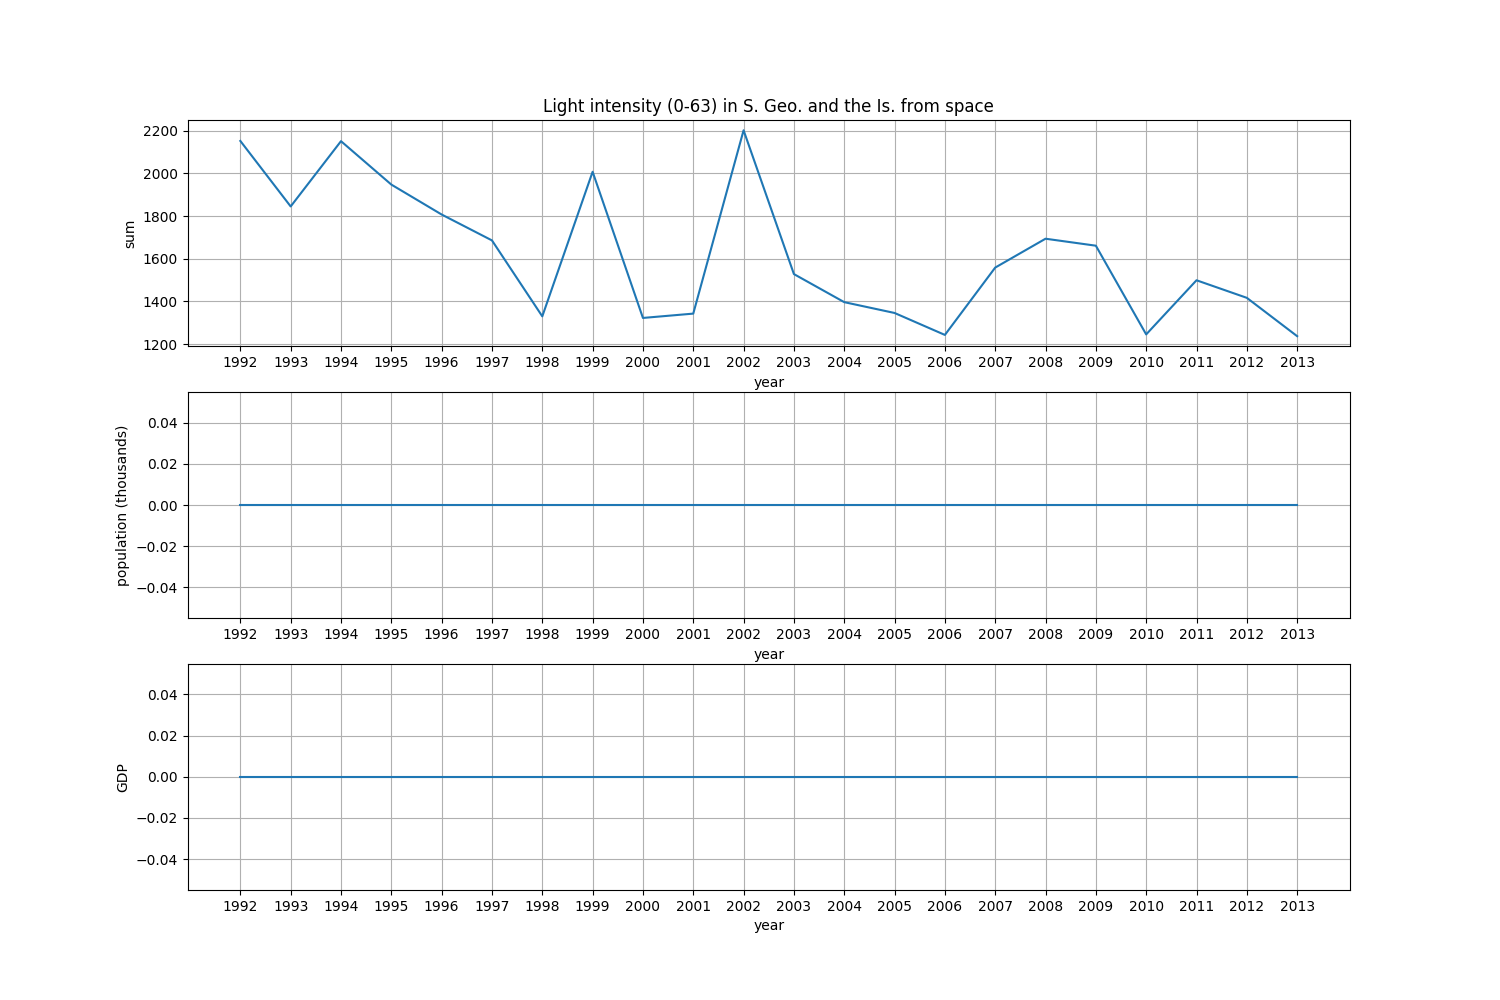 Light intensity (0-63) in S. Geo. and the Is. from space
2200
2000
1800
1600
1400
1200
sum
1992 1993 1994 1995 1996 1997 1998 1999 2000 2001 2002 2003 2004 2005 2006 2007 2008 2009 2010 2011 2012 2013
year
0.04
0.02
0.00
−0.02
−0.04
population (thousands)
1992 1993 1994 1995 1996 1997 1998 1999 2000 2001 2002 2003 2004 2005 2006 2007 2008 2009 2010 2011 2012 2013
year
0.04
0.02
0.00
−0.02
−0.04
GDP
1992 1993 1994 1995 1996 1997 1998 1999 2000 2001 2002 2003 2004 2005 2006 2007 2008 2009 2010 2011 2012 2013
year